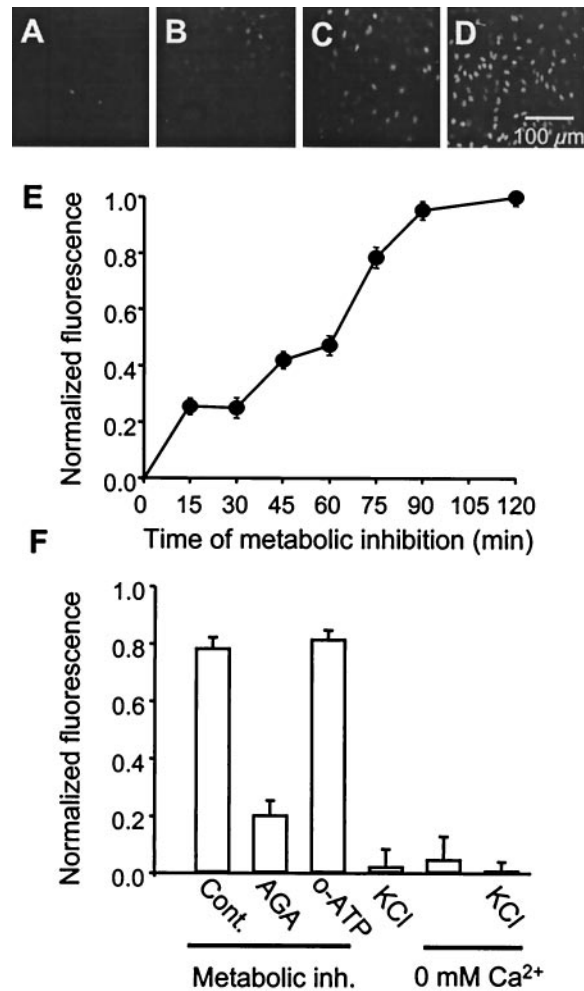 A B C D
100 µm
E
Normalized fluorescence
1.0
0.8
0.6
0.4
0.2
0.0
0 15 30 45 60 75 90 105 120
Time of metabolic inhibition (min)
F
Normalized fluorescence
1.0
0.8
0.6
0.4
0.2
0.0
Cont. AGA o-ATP KCl KCl
Metabolic inh. 0 mM Ca²⁺